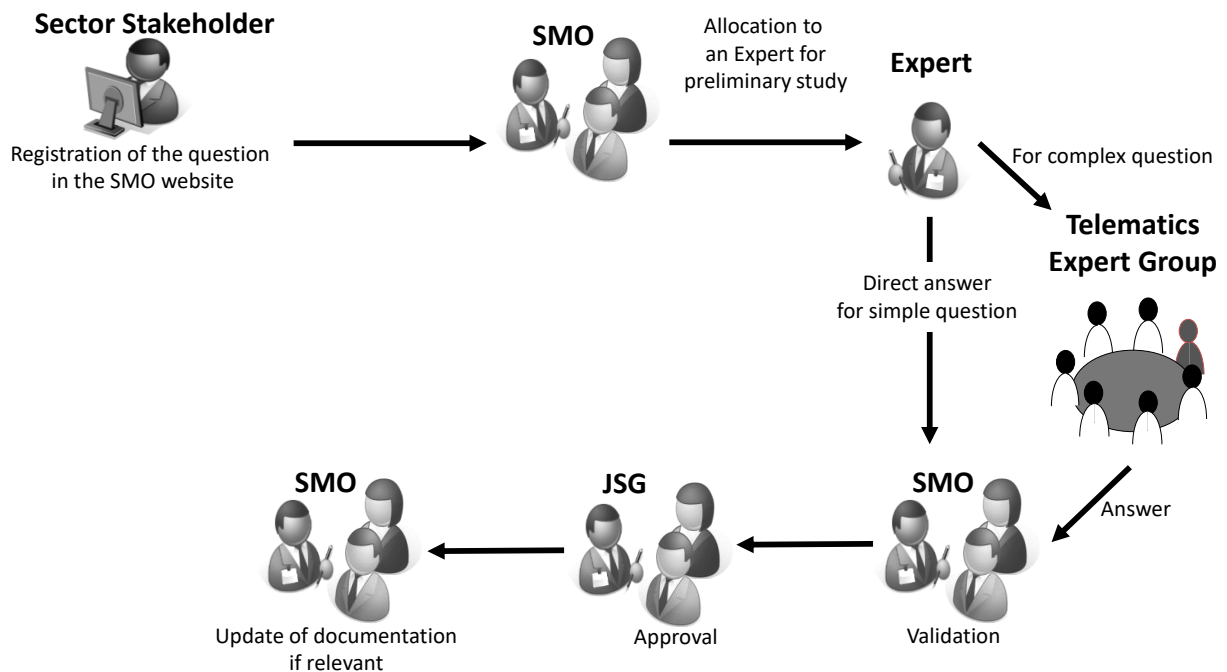 Sector Stakeholder
Registration of the question
in the SMO website
SMO
Allocation to
an Expert for
preliminary study
Expert
For complex question
Telematics
Expert Group
Direct answer
for simple question
Answer
SMO
Validation
JSG
Approval
SMO
Update of documentation
if relevant